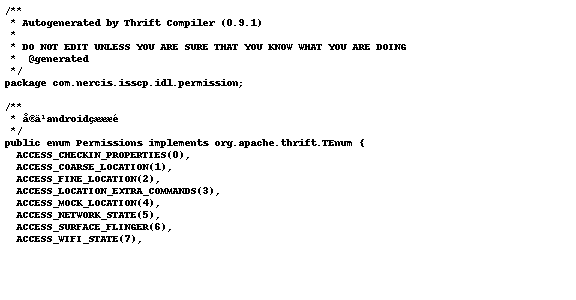 /**
 * Autogenerated by Thrift Compiler (0.9.1)
 *
 * DO NOT EDIT UNLESS YOU ARE SURE THAT YOU KNOW WHAT YOU ARE DOING
 *  @generated
 */
package com.nercis.isscp.idl.permission;
/**
 * å®ä¹androidçæææé
 */
public enum Permissions implements org.apache.thrift.TEnum {
  ACCESS_CHECKIN_PROPERTIES(0),
  ACCESS_COARSE_LOCATION(1),
  ACCESS_FINE_LOCATION(2),
  ACCESS_LOCATION_EXTRA_COMMANDS(3),
  ACCESS_MOCK_LOCATION(4),
  ACCESS_NETWORK_STATE(5),
  ACCESS_SURFACE_FLINGER(6),
  ACCESS_WIFI_STATE(7),